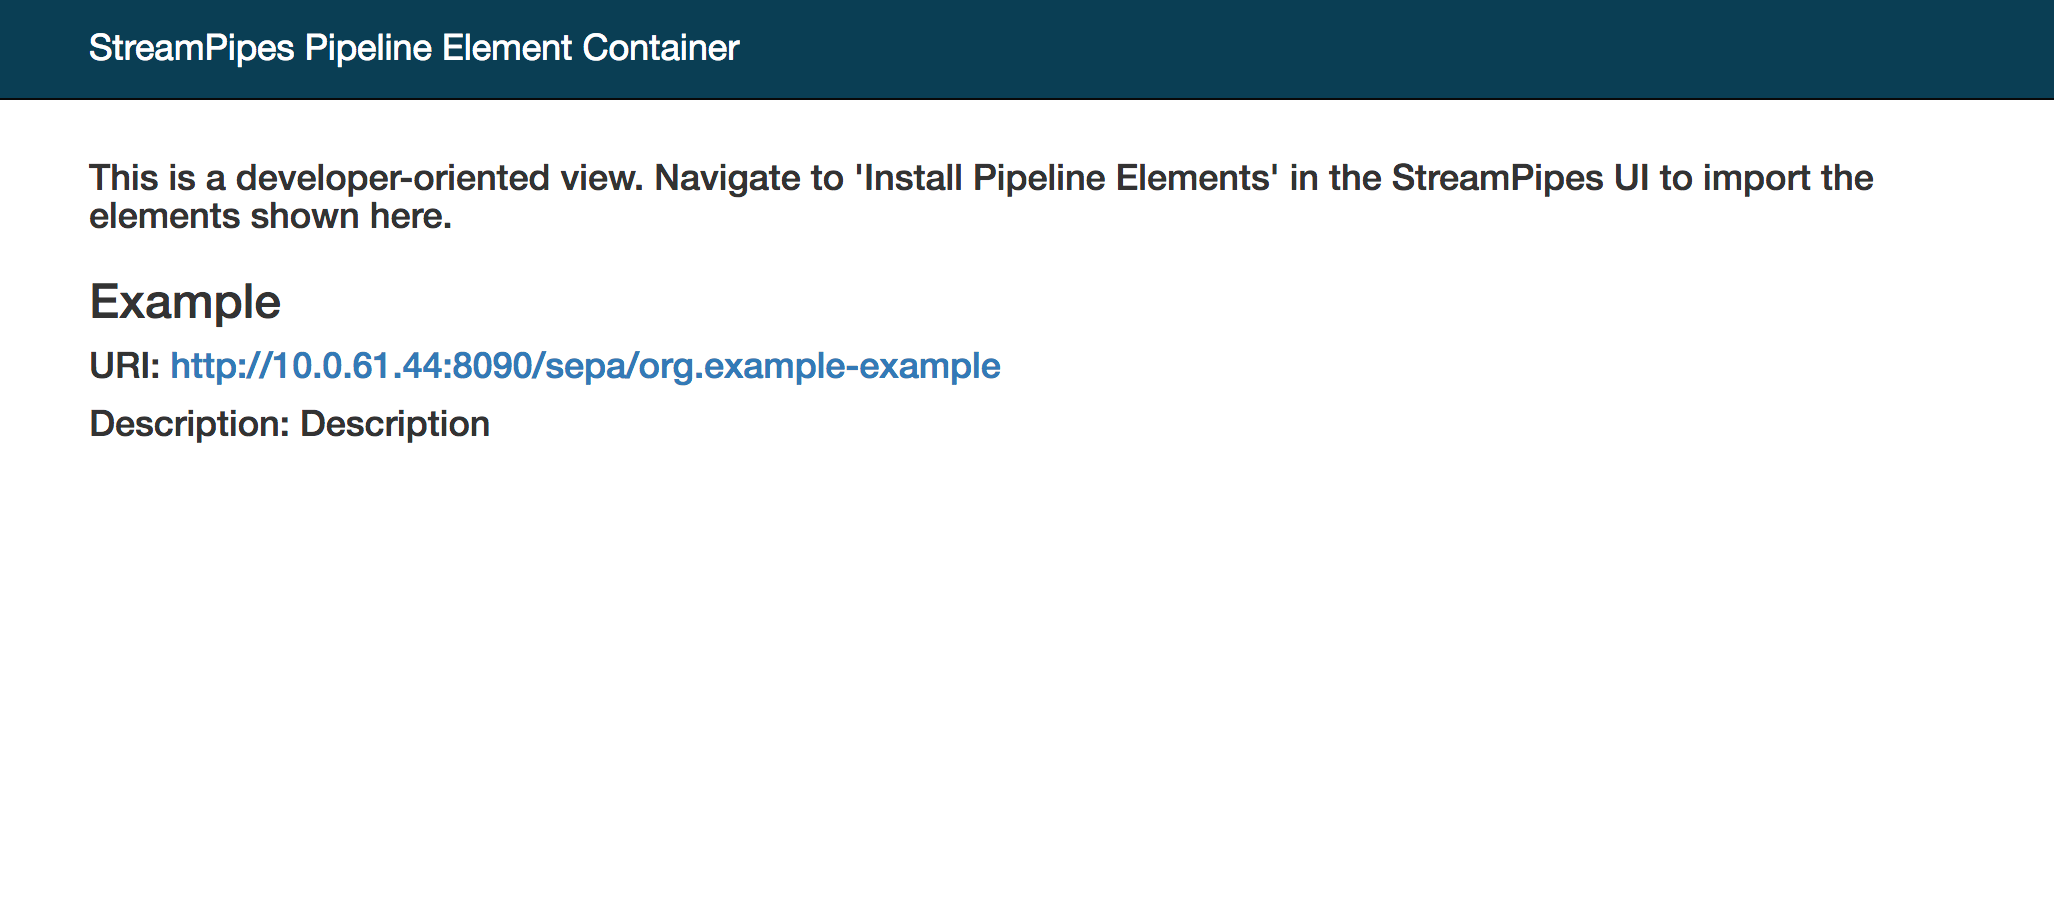 StreamPipes Pipeline Element Container
This is a developer-oriented view. Navigate to 'Install Pipeline Elements' in the StreamPipes UI to import the
elements shown here.
Example
URI: http://10.0.61.44:8090/sepa/org.example-example
Description: Description